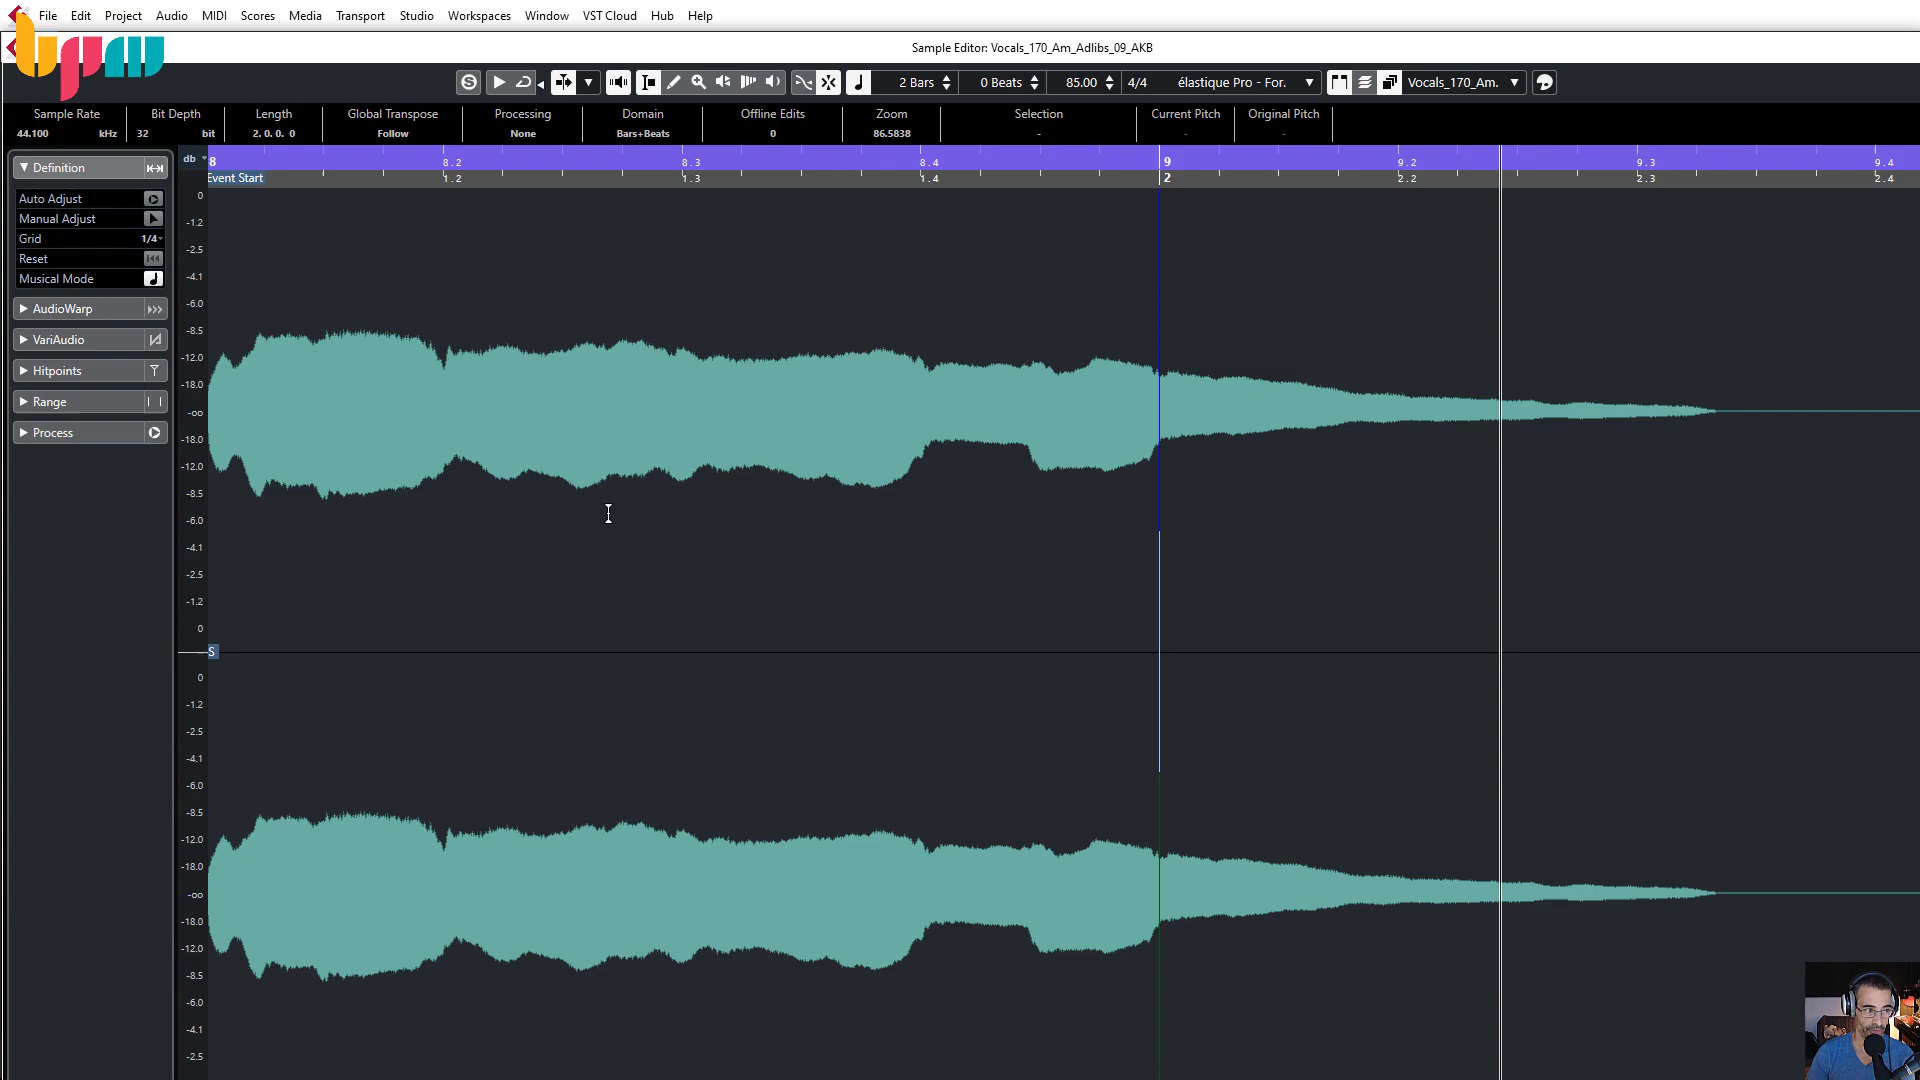 File Edit Project Audio MIDI Scores Media Transport Studio Workspaces Window VST Cloud Hub Help
Sample Editor: Vocals_170_Am_Adlibs_09_AKB
2 Bars 0 Beats 85.00 4/4 élastique Pro - For. Vocals_170_Am.
Sample Rate Bit Depth Length Global Transpose Processing Domain Offline Edits Zoom Selection Current Pitch Original Pitch
44.100 kHz 32 bit 2. 0. 0. 0 Follow None Bars+Beats 0 86.5838 - - -
db 8 8.2 8.3 8.4 9 9.2 9.3 9.4
Event Start 1.2 1.3 1.4 2 2.2 2.3 2.4
Definition
Auto Adjust
Manual Adjust
Grid 1/4
Reset
Musical Mode
AudioWarp
VariAudio
Hitpoints
Range
Process
0
-1.2
-2.5
-4.1
-6.0
-8.5
-12.0
-18.0
-oo
-18.0
-12.0
-8.5
-6.0
-4.1
-2.5
-1.2
0
S
0
-1.2
-2.5
-4.1
-6.0
-8.5
-12.0
-18.0
-oo
-18.0
-12.0
-8.5
-6.0
-4.1
-2.5